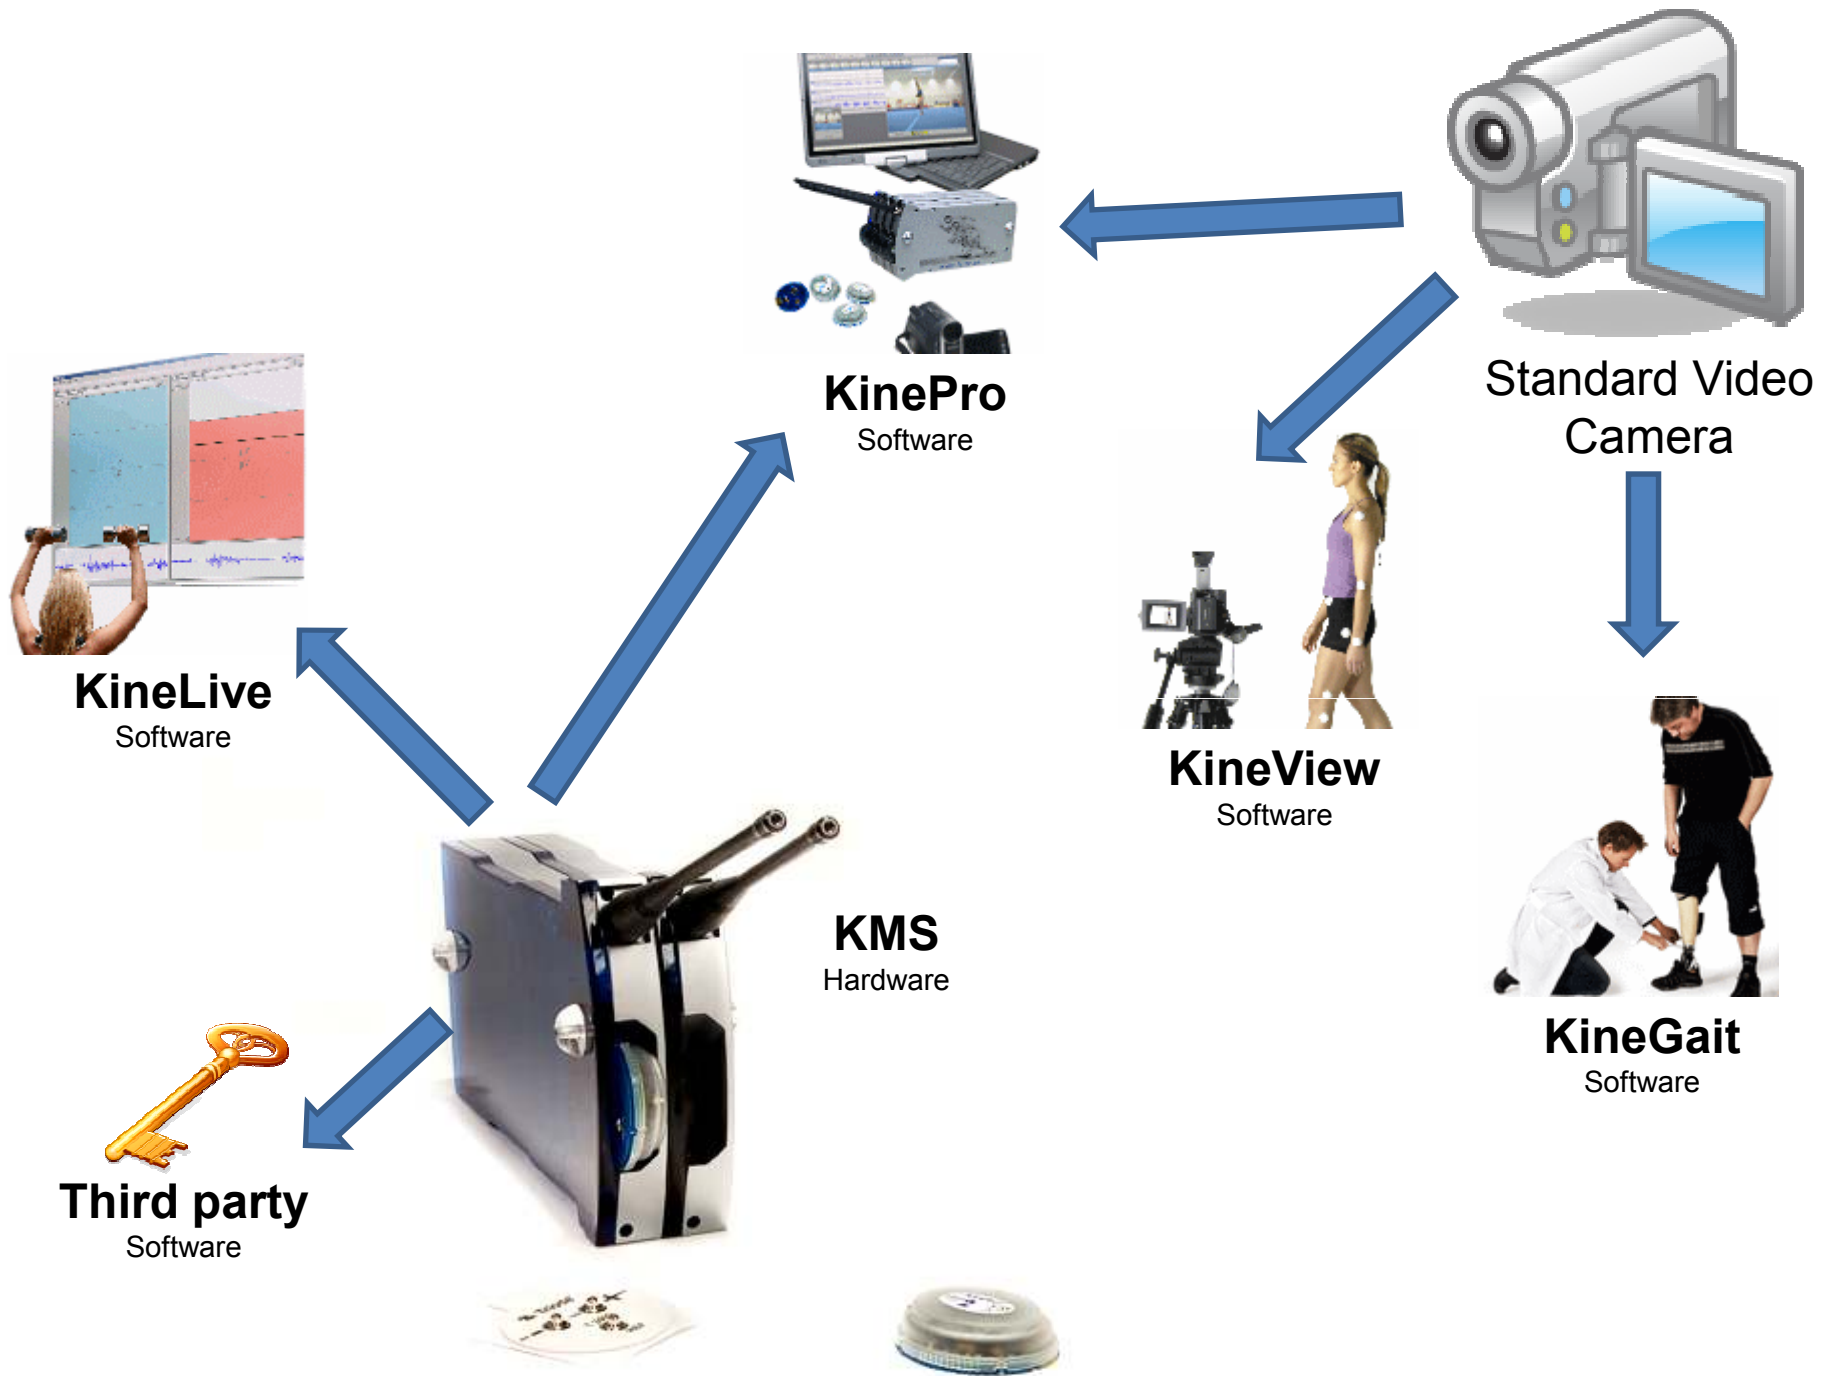 KinePro
Software
Standard Video
Camera
KineLive
Software
KineView
Software
KMS
Hardware
KineGait
Software
Third party
Software